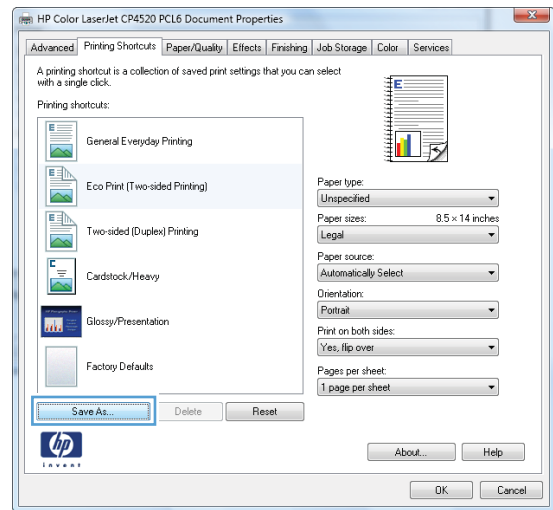 HP Color LaserJet CP4520 PCL6 Document Properties
Advanced Printing Shortcuts Paper/Quality Effects Finishing Job Storage Color Services
A printing shortcut is a collection of saved print settings that you can select
with a single click.
Printing shortcuts:
General Everyday Printing
Eco Print (Two-sided Printing)
Two-sided (Duplex) Printing
Cardstock/Heavy
Glossy/Presentation
Factory Defaults
Save As...
Delete
Reset
E
Paper type:
Unspecified
Paper sizes: 8.5 × 14 inches
Legal
Paper source:
Automatically Select
Orientation:
Portrait
Print on both sides:
Yes, flip over
Pages per sheet:
1 page per sheet
hp
invent
About...
Help
OK
Cancel